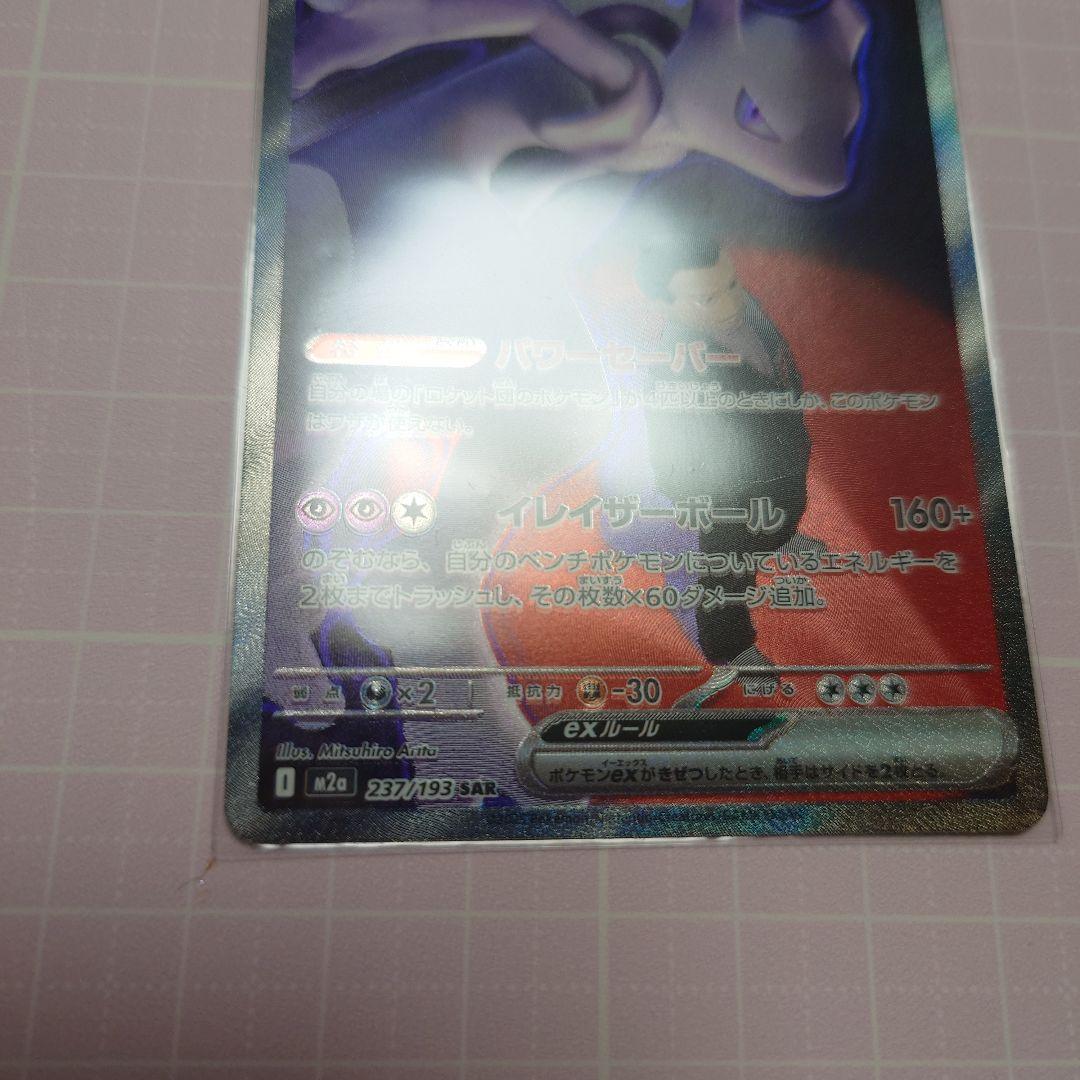 パワーセーバー
自分の場の「ロケット団のポケモン」が4匹以上のときにしか、このポケモン
はワザが使えない。
イレイザーボール 160+
のぞむなら、自分のベンチポケモンについているエネルギーを
2枚までトラッシュし、その枚数×60ダメージ追加。
弱点 ×2 抵抗力 -30 にげる
exルール
ポケモンexがきぜつしたとき、相手はサイドを2枚とる。
Illus. Mitsuhiro Arita
I m2a 237/193 SAR